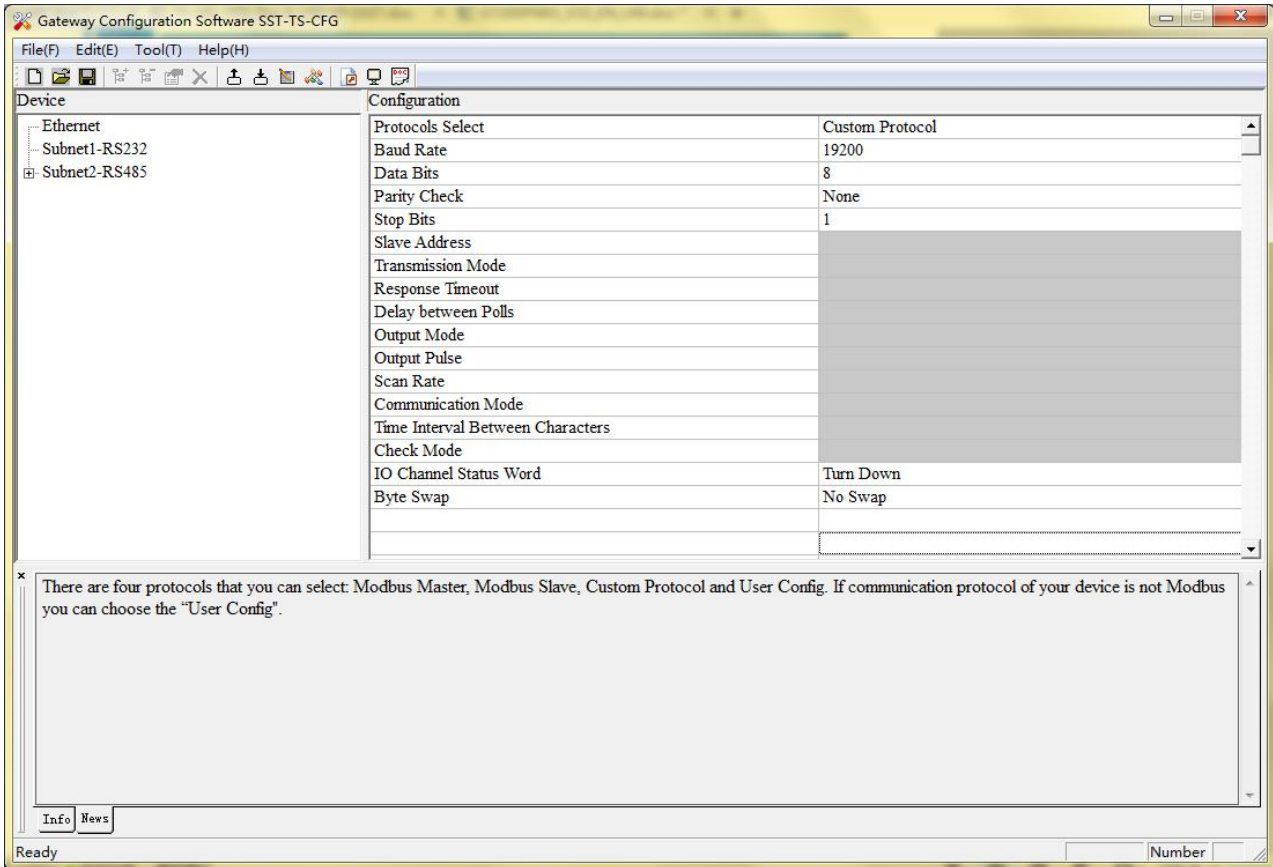 Gateway Configuration Software SST-TS-CFG
File(F) Edit(E) Tool(T) Help(H)
Device
Configuration
Ethernet
Subnet1-RS232
Subnet2-RS485
Protocols Select Custom Protocol
Baud Rate 19200
Data Bits 8
Parity Check None
Stop Bits 1
Slave Address
Transmission Mode
Response Timeout
Delay between Polls
Output Mode
Output Pulse
Scan Rate
Communication Mode
Time Interval Between Characters
Check Mode
IO Channel Status Word Turn Down
Byte Swap No Swap
There are four protocols that you can select: Modbus Master, Modbus Slave, Custom Protocol and User Config. If communication protocol of your device is not Modbus
you can choose the “User Config".
Info News
Ready Number